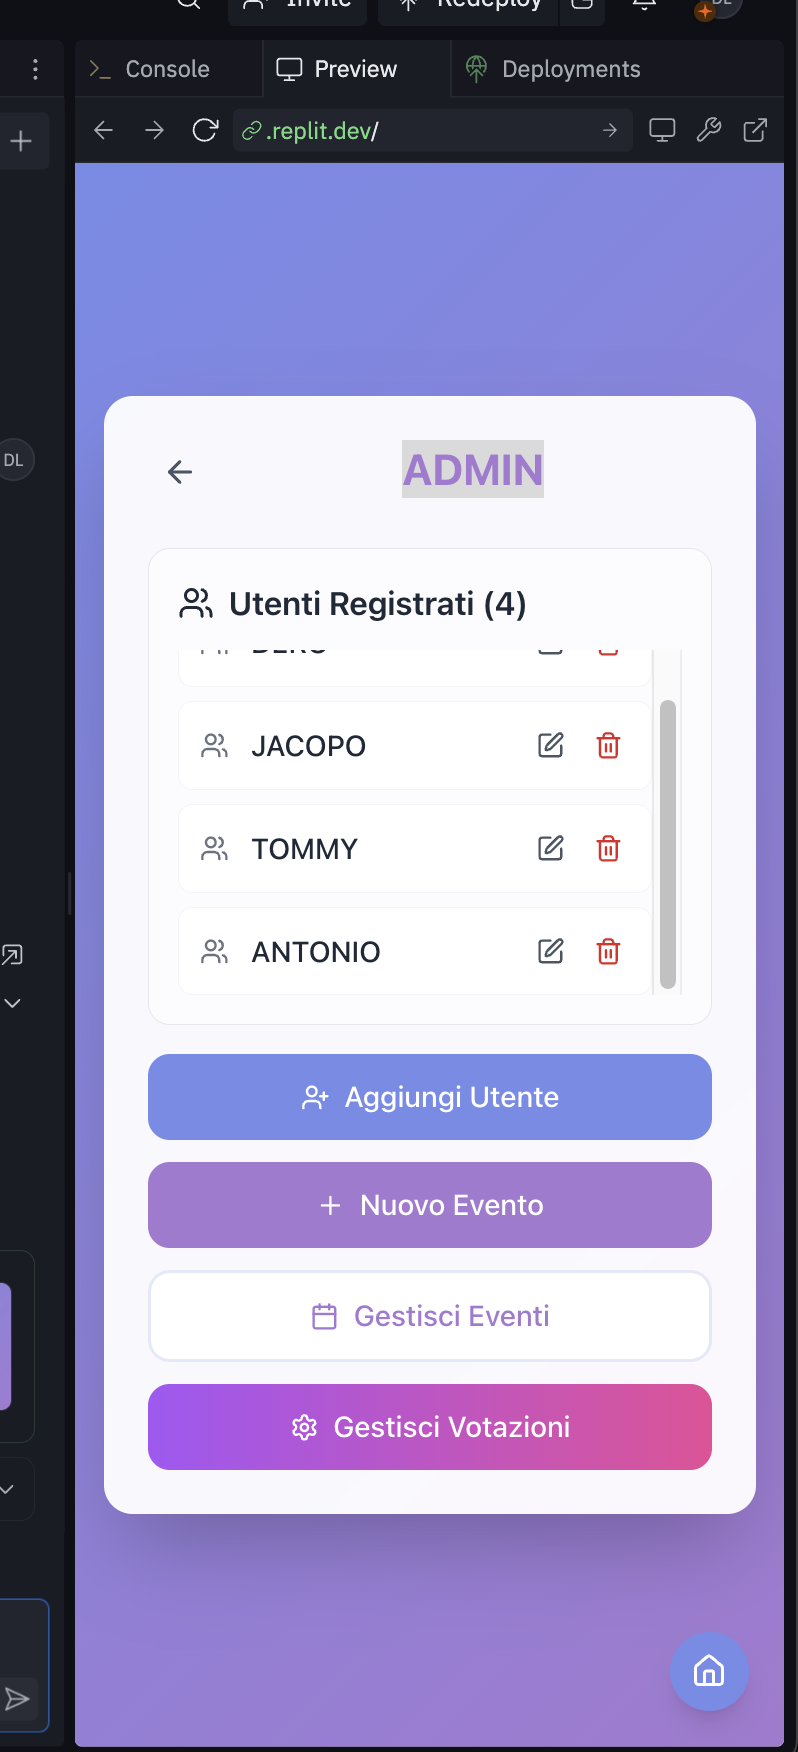 Invite
Redeploy
Console
Preview
Deployments
.replit.dev/
DL
ADMIN
Utenti Registrati (4)
JACOPO
TOMMY
ANTONIO
Aggiungi Utente
Nuovo Evento
Gestisci Eventi
Gestisci Votazioni